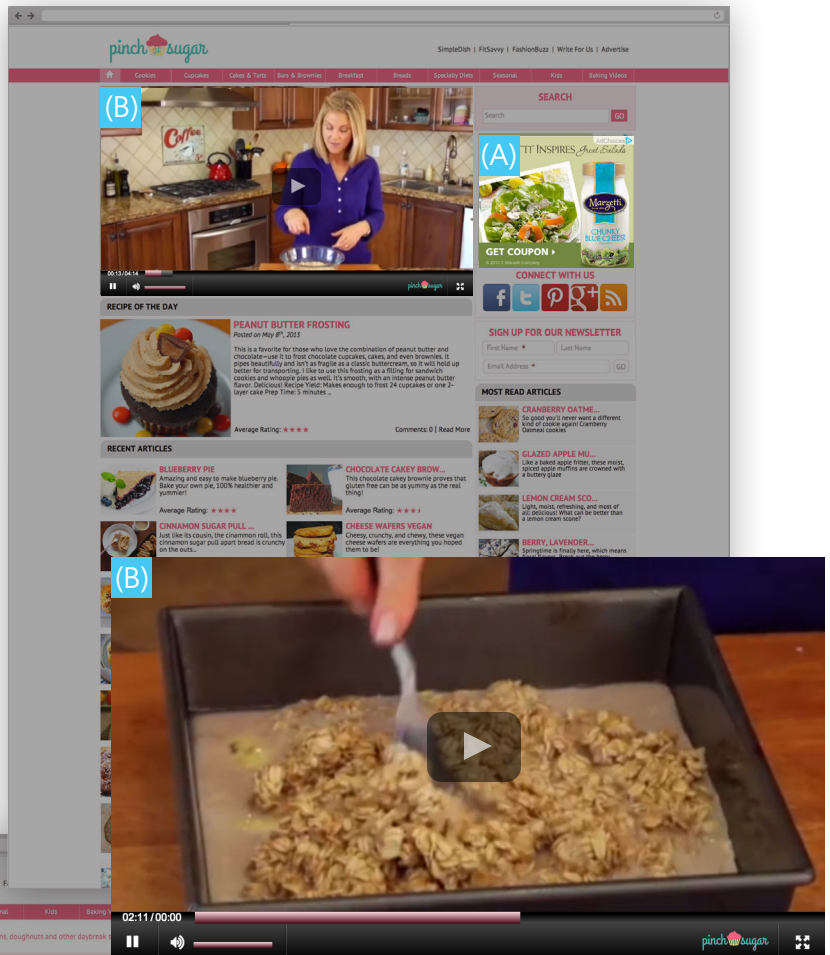 pinch of sugar
SimpleDish | FitSavvy | FashionBuzz | Write For Us | Advertise
Cookies Cupcakes Cakes & Tarts Bars & Brownies Breakfast Breads Specialty Diets Seasonal Kids Baking Videos
(B)
Coffee
00:13/04:14
pinch of sugar
SEARCH
Search GO
(A)
AdChoices
INSPIRES Great Salads
Marzetti
CHUNKY
BLUE CHEESE
GET COUPON
CONNECT WITH US
f t p g+
SIGN UP FOR OUR NEWSLETTER
First Name * Last Name
Email Address * GO
RECIPE OF THE DAY
PEANUT BUTTER FROSTING
Posted on May 8th, 2013
This is a favorite for those who love the combination of peanut butter and
chocolate—use it to frost chocolate cupcakes, cakes, and even brownies. It
pipes beautifully and isn't as fragile as a classic buttercream, so it will hold up
better for transporting. I like to use this frosting as a filling for sandwich
cookies and whoopie pies as well. It's smooth, with an intense peanut butter
flavor. Delicious! Recipe Yield: Makes enough to frost 24 cupcakes or one 2-
layer cake Prep Time: 5 minutes ...
Average Rating: ★★★★ Comments: 0 | Read More
MOST READ ARTICLES
CRANBERRY OATME...
So good you'll never want a different
kind of cookie again! Cramberry
Oatmeal cookies
GLAZED APPLE MU...
Like a baked apple fritter, these moist,
spiced apple muffins are crowned with
a buttery glaze
LEMON CREAM SCO...
Light, moist, refreshing, and most of
all delicious! What can be better than
a lemon cream scone?
BERRY, LAVENDER...
Springtime is finally here, which means
RECENT ARTICLES
BLUEBERRY PIE
Amazing and easy to make blueberry pie.
Bake your own pie, 100% healthier and
yummier!
Average Rating: ★★★★
CHOCOLATE CAKEY BROW...
This chocolate cakey brownie proves that
gluten free can be as yummy as the real
thing!
Average Rating: ★★★
CINNAMON SUGAR PULL ...
Just like its cousin, the cinammon roll, this
cinnamon sugar pull apart bread is crunchy
on the outs...
CHEESE WAFERS VEGAN
Cheesy, crunchy, and chewy, these vegan
cheese wafers are everything you hoped
them to be!
(B)
02:11/00:00
pinch of sugar
Kids Baking
doughnuts and other daybreak